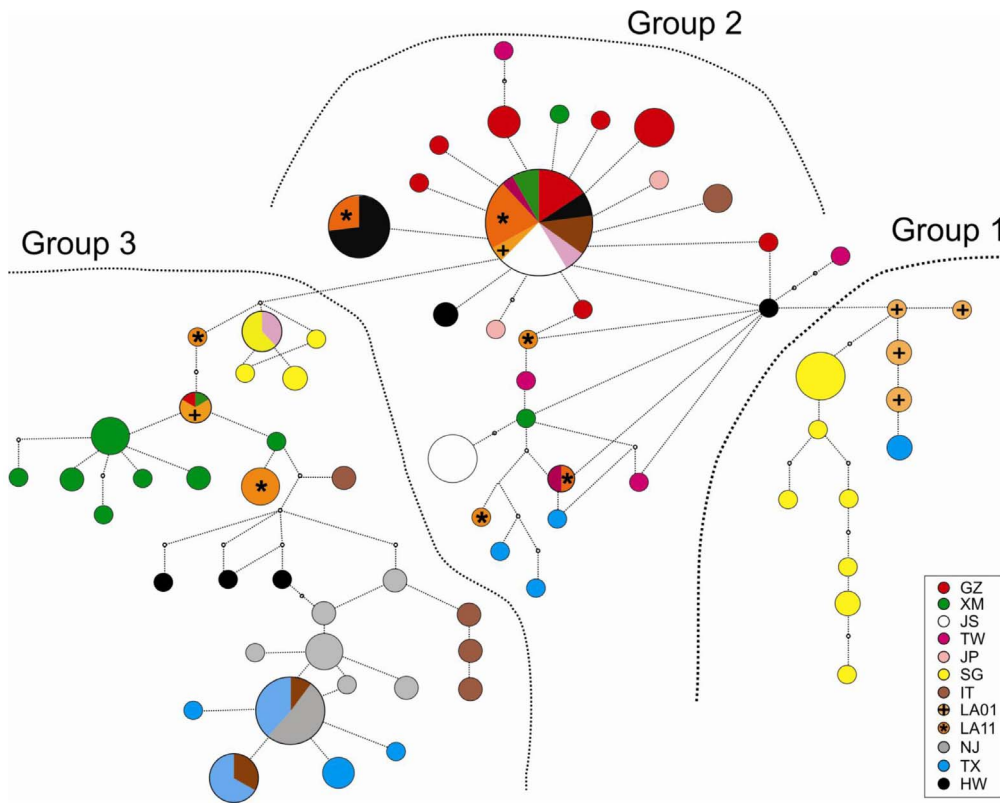 Group 2
Group 1
Group 3
GZ
XM
JS
TW
JP
SG
IT
LA01
LA11
NJ
TX
HW